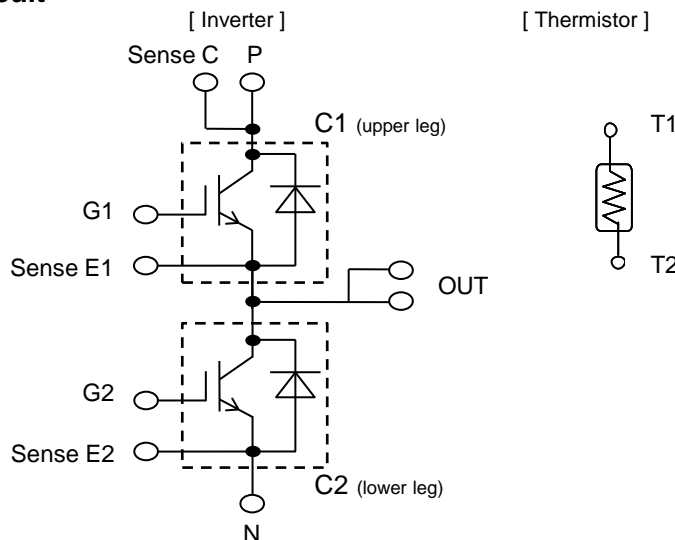 [ Inverter ]
[ Thermistor ]
Sense C
P
C1 (upper leg)
T1
G1
Sense E1
T2
OUT
G2
Sense E2
C2 (lower leg)
N